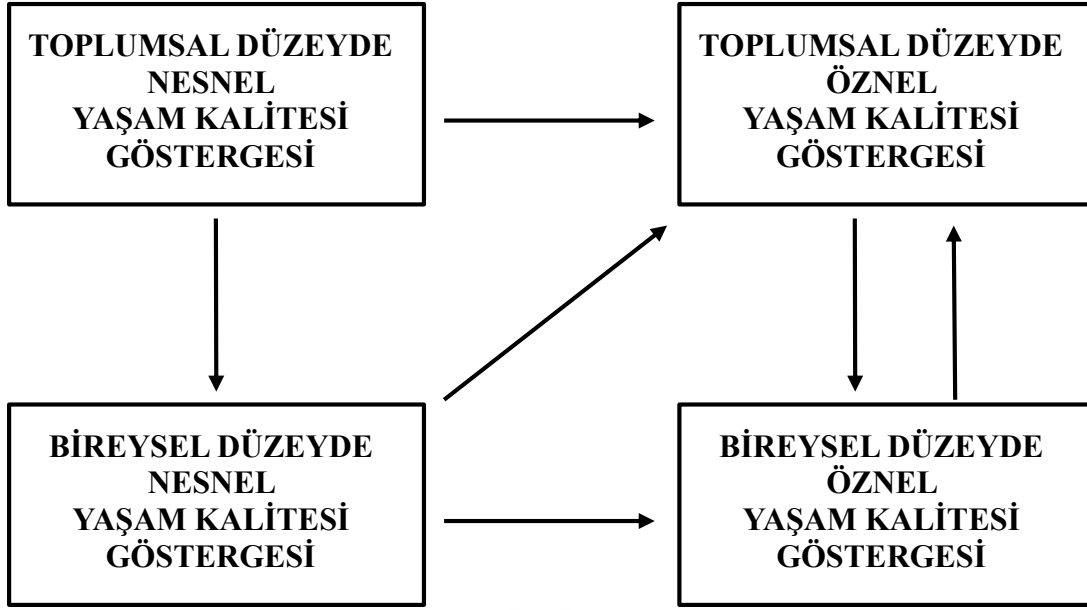 TOPLUMSAL DÜZEYDE
NESNEL
YAŞAM KALİTESİ
GÖSTERGESİ
TOPLUMSAL DÜZEYDE
ÖZNEL
YAŞAM KALİTESİ
GÖSTERGESİ
BİREYSEL DÜZEYDE
NESNEL
YAŞAM KALİTESİ
GÖSTERGESİ
BİREYSEL DÜZEYDE
ÖZNEL
YAŞAM KALİTESİ
GÖSTERGESİ